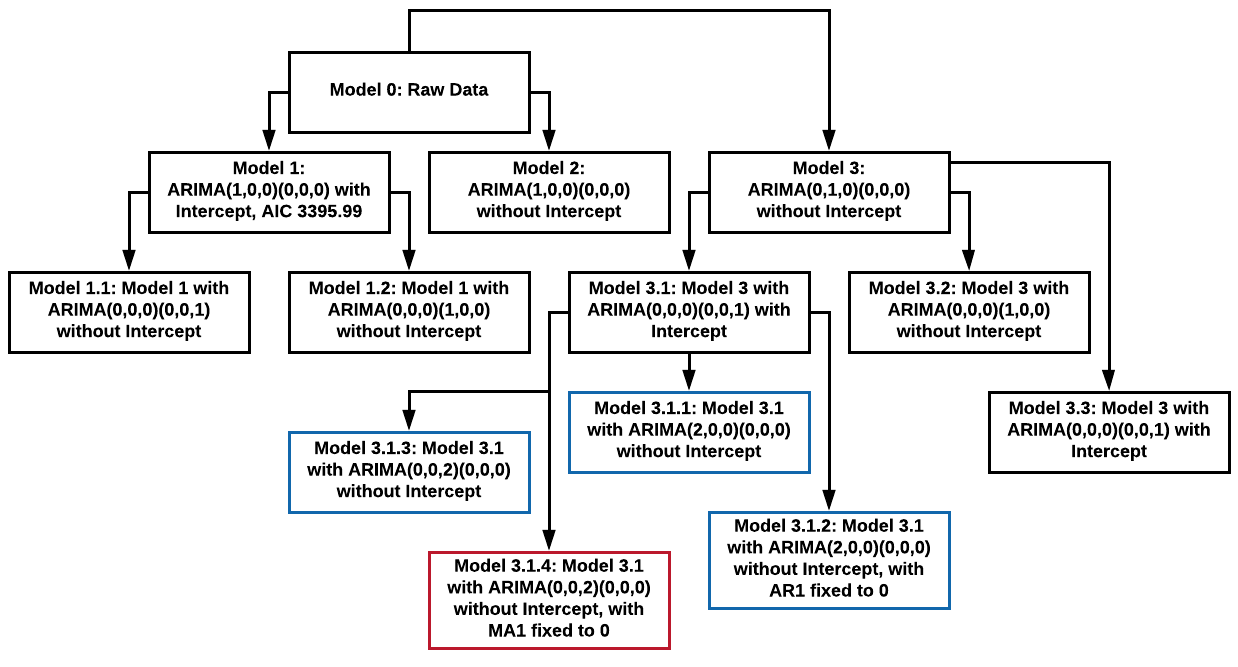 Model 0: Raw Data
Model 1:
ARIMA(1,0,0)(0,0,0) with
Intercept, AIC 3395.99
Model 2:
ARIMA(1,0,0)(0,0,0)
without Intercept
Model 3:
ARIMA(0,1,0)(0,0,0)
without Intercept
Model 1.1: Model 1 with
ARIMA(0,0,0)(0,0,1)
without Intercept
Model 1.2: Model 1 with
ARIMA(0,0,0)(1,0,0)
without Intercept
Model 3.1: Model 3 with
ARIMA(0,0,0)(0,0,1) with
Intercept
Model 3.2: Model 3 with
ARIMA(0,0,0)(1,0,0)
without Intercept
Model 3.1.3: Model 3.1
with ARIMA(0,0,2)(0,0,0)
without Intercept
Model 3.1.1: Model 3.1
with ARIMA(2,0,0)(0,0,0)
without Intercept
Model 3.3: Model 3 with
ARIMA(0,0,0)(0,0,1) with
Intercept
Model 3.1.4: Model 3.1
with ARIMA(0,0,2)(0,0,0)
without Intercept, with
MA1 fixed to 0
Model 3.1.2: Model 3.1
with ARIMA(2,0,0)(0,0,0)
without Intercept, with
AR1 fixed to 0